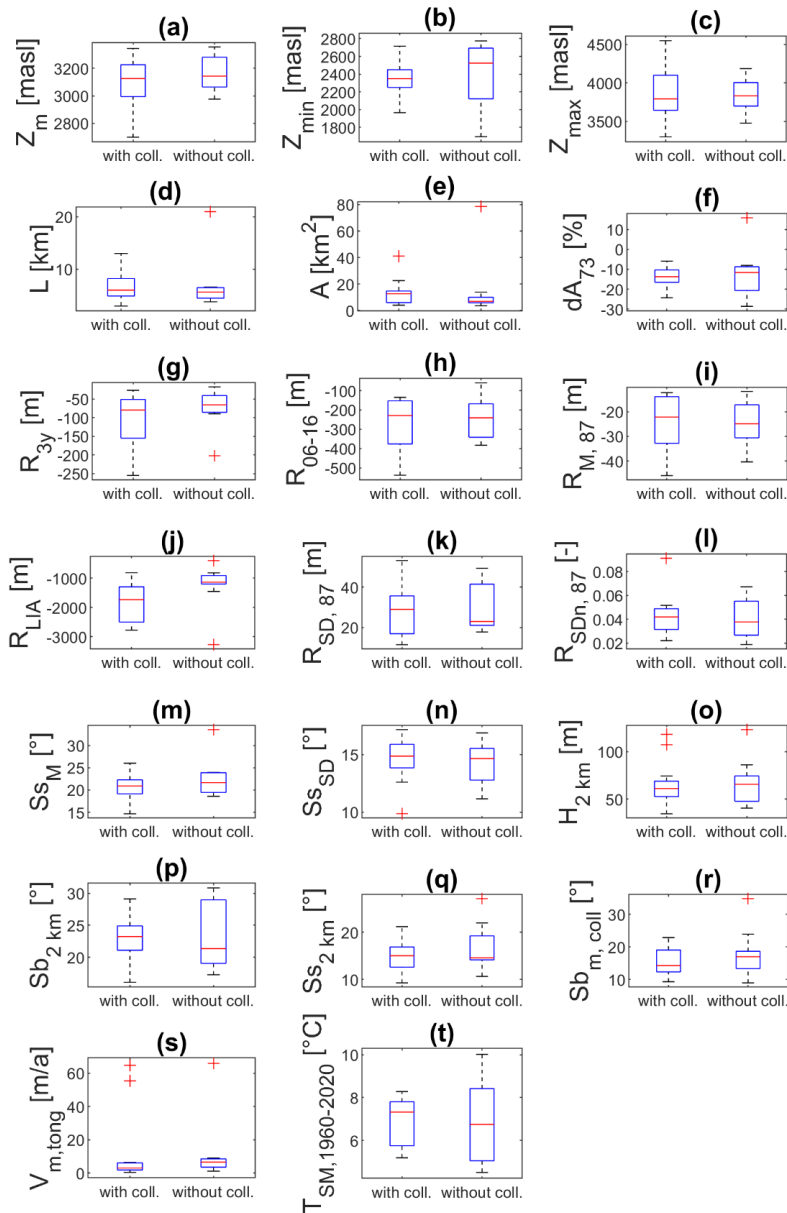 (a) (b) (c)
Z_m [masl] 3200 3000 2800 with coll. without coll.
Z_min [masl] 2800 2600 2400 2200 2000 1800 with coll. without coll.
Z_max [masl] 4500 4000 3500 with coll. without coll.
(d) (e) (f)
L [km] 20 10 with coll. without coll.
A [km²] 80 60 40 20 0 with coll. without coll.
dA_73 [%] 10 0 -10 -20 -30 with coll. without coll.
(g) (h) (i)
R_3y [m] -50 -100 -150 -200 -250 with coll. without coll.
R_06-16 [m] -100 -200 -300 -400 -500 with coll. without coll.
R_M, 87 [m] -20 -30 -40 with coll. without coll.
(j) (k) (l)
R_LIA [m] -1000 -2000 -3000 with coll. without coll.
R_SD, 87 [m] 40 20 with coll. without coll.
R_SDn, 87 [-] 0.08 0.06 0.04 0.02 with coll. without coll.
(m) (n) (o)
Ss_M [°] 30 25 20 15 with coll. without coll.
Ss_SD [°] 15 10 with coll. without coll.
H_2 km [m] 100 50 with coll. without coll.
(p) (q) (r)
Sb_2 km [°] 30 25 20 with coll. without coll.
Ss_2 km [°] 20 10 with coll. without coll.
Sb_m, coll [°] 30 20 10 with coll. without coll.
(s) (t)
V_m,tong [m/a] 60 40 20 0 with coll. without coll.
T_SM,1960-2020 [°C] 10 8 6 with coll. without coll.